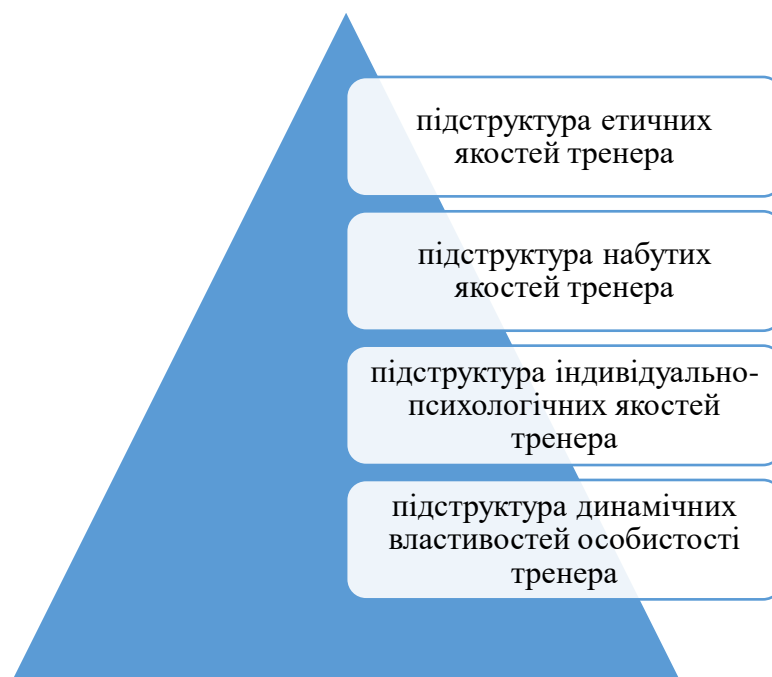 підструктура етичних
якостей тренера
підструктура набутих
якостей тренера
підструктура індивідуально-
психологічних якостей
тренера
підструктура динамічних
властивостей особистості
тренера